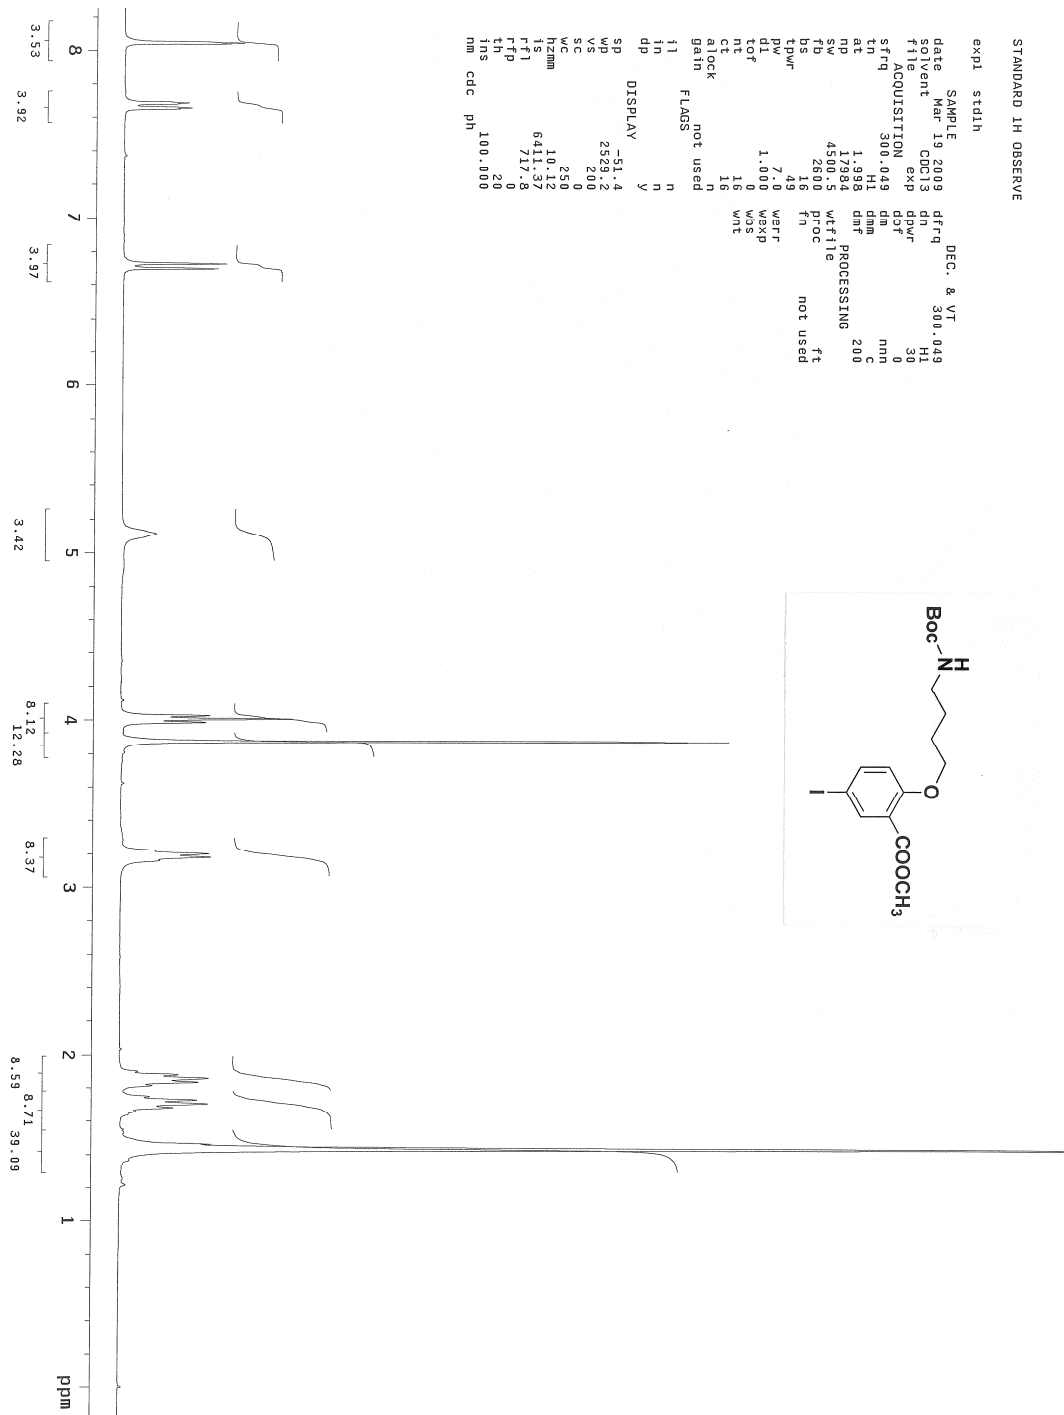 STANDARD 1H OBSERVE
exp1 stdlh
SAMPLE
date Mar 19 2009
solvent CDCl3
file exp
ACQUISITION
sfrq 300.049
tn H1
at 1.998
np 17984
sw 4500.5
fb 2600
bs 16
tpwr 49
pw 7.0
d1 1.000
tof 0
nt 16
ct 16
alock n
gain not used
FLAGS
il n
in n
dp y
DISPLAY
sp -51.4
wp 2529.2
vs 200
sc 0
wc 250
hzmm 10.12
is 6411.37
rfl 717.8
rfp 0
th 20
ins 100.000
nm cdc ph
DEC. & VT
dfrq 300.049
dn H1
dpwr 30
dof 0
dm nnn
dmm c
dmf 200
PROCESSING
wtfile
proc ft
fn not used
werr
wexp
wbs
wnt
Boc
H
N
O
I
COOCH3
8
7
6
5
4
3
2
1
ppm
3.53
3.92
3.97
3.42
8.12
12.28
8.37
8.59
8.71
39.09